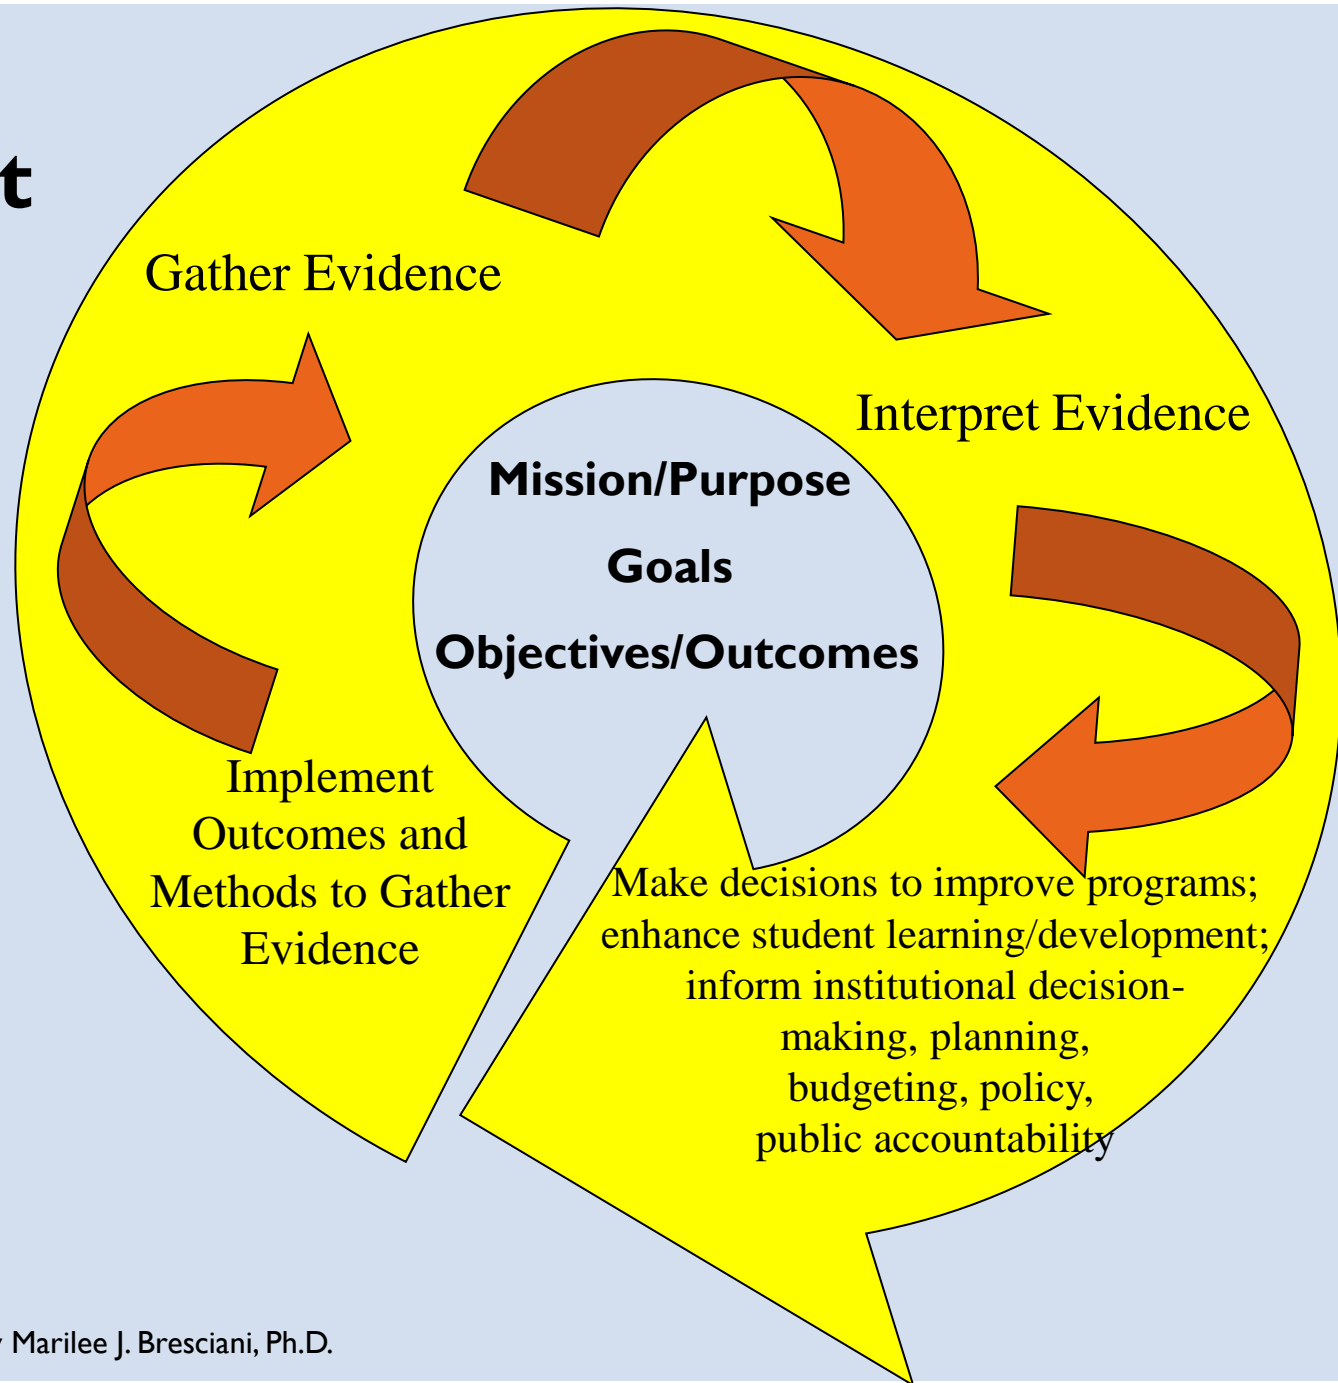 t
Gather Evidence
Interpret Evidence
Mission/Purpose
Goals
Objectives/Outcomes
Implement
Outcomes and
Methods to Gather
Evidence
Make decisions to improve programs;
enhance student learning/development;
inform institutional decision-
making, planning,
budgeting, policy,
public accountability
Marilee J. Bresciani, Ph.D.